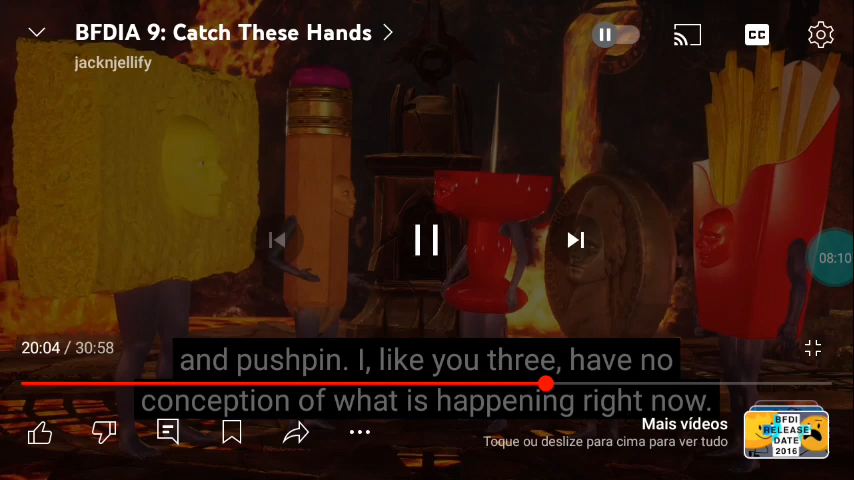 BFDIA 9: Catch These Hands
jacknjellify
CC
08:10
20:04 / 30:58
and pushpin. I, like you three, have no
conception of what is happening right now.
Mais vídeos
Toque ou deslize para cima para ver tudo
BFDI
RELEASE
DATE
2016